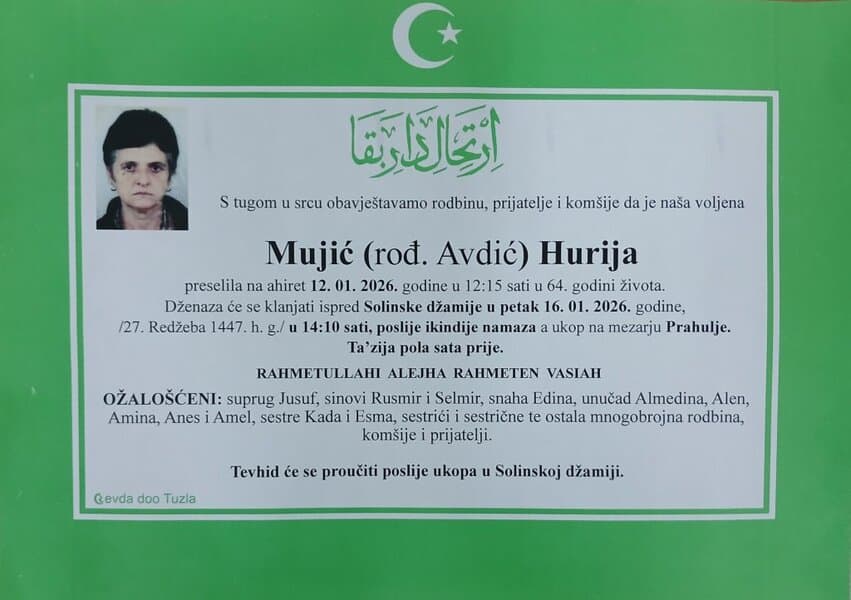 اِرتحال دار بقا
S tugom u srcu obavještavamo rodbinu, prijatelje i komšije da je naša voljena
Mujić (rođ. Avdić) Hurija
preselila na ahiret 12. 01. 2026. godine u 12:15 sati u 64. godini života.
Dženaza će se klanjati ispred Solinske džamije u petak 16. 01. 2026. godine,
/27. Redžeba 1447. h. g./ u 14:10 sati, poslije ikindije namaza a ukop na mezarju Prahulje.
Ta’zija pola sata prije.
RAHMETULLAHI ALEJHA RAHMETEN VASIAH
OŽALOŠĆENI: suprug Jusuf, sinovi Rusmir i Selmir, snaha Edina, unučad Almedina, Alen,
Amina, Anes i Amel, sestre Kada i Esma, sestrići i sestrične te ostala mnogobrojna rodbina,
komšije i prijatelji.
Tevhid će se proučiti poslije ukopa u Solinskoj džamiji.
Gevda doo Tuzla